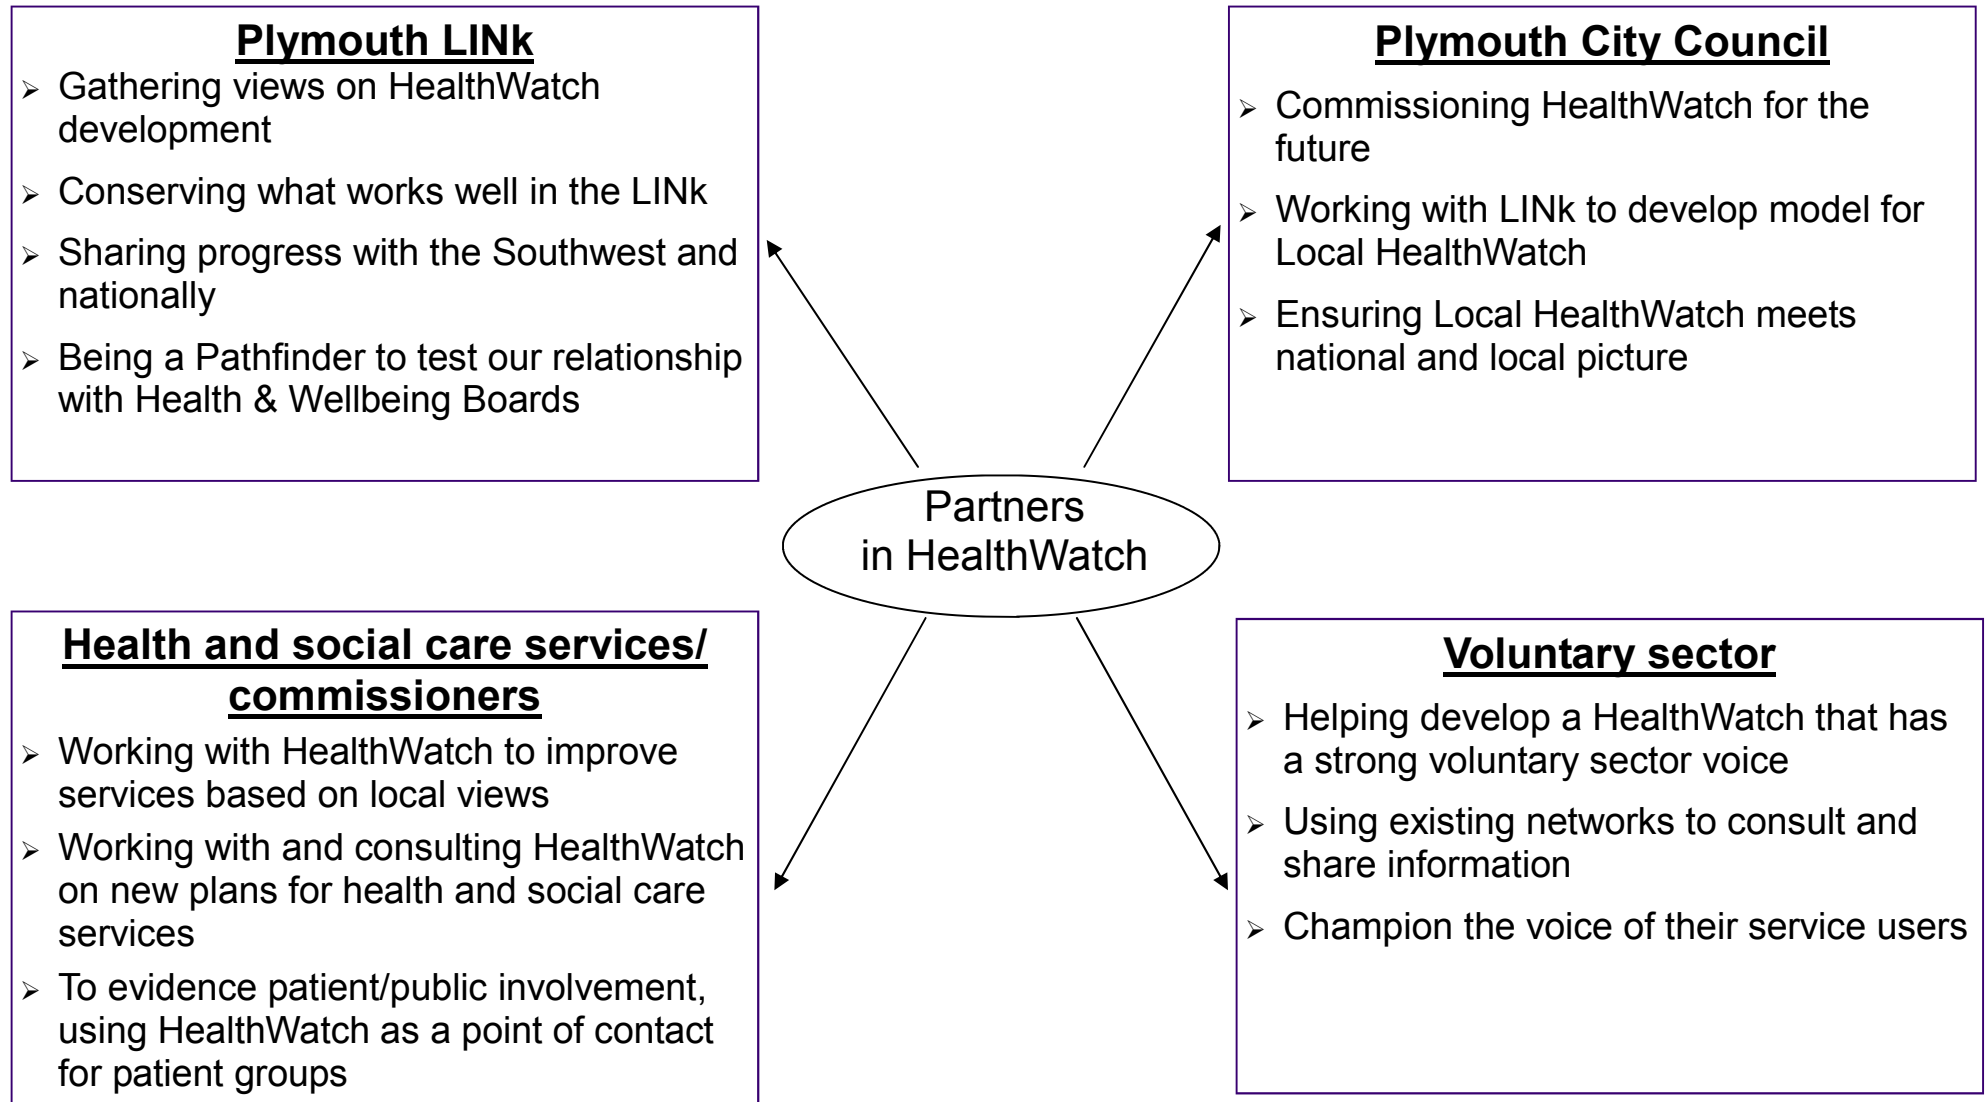 Plymouth LINk
➢ Gathering views on HealthWatch
development
➢ Conserving what works well in the LINk
➢ Sharing progress with the Southwest and
nationally
➢ Being a Pathfinder to test our relationship
with Health & Wellbeing Boards
Plymouth City Council
➢ Commissioning HealthWatch for the
future
➢ Working with LINk to develop model for
Local HealthWatch
➢ Ensuring Local HealthWatch meets
national and local picture
Partners
in HealthWatch
Health and social care services/
commissioners
➢ Working with HealthWatch to improve
services based on local views
➢ Working with and consulting HealthWatch
on new plans for health and social care
services
➢ To evidence patient/public involvement,
using HealthWatch as a point of contact
for patient groups
Voluntary sector
➢ Helping develop a HealthWatch that has
a strong voluntary sector voice
➢ Using existing networks to consult and
share information
➢ Champion the voice of their service users